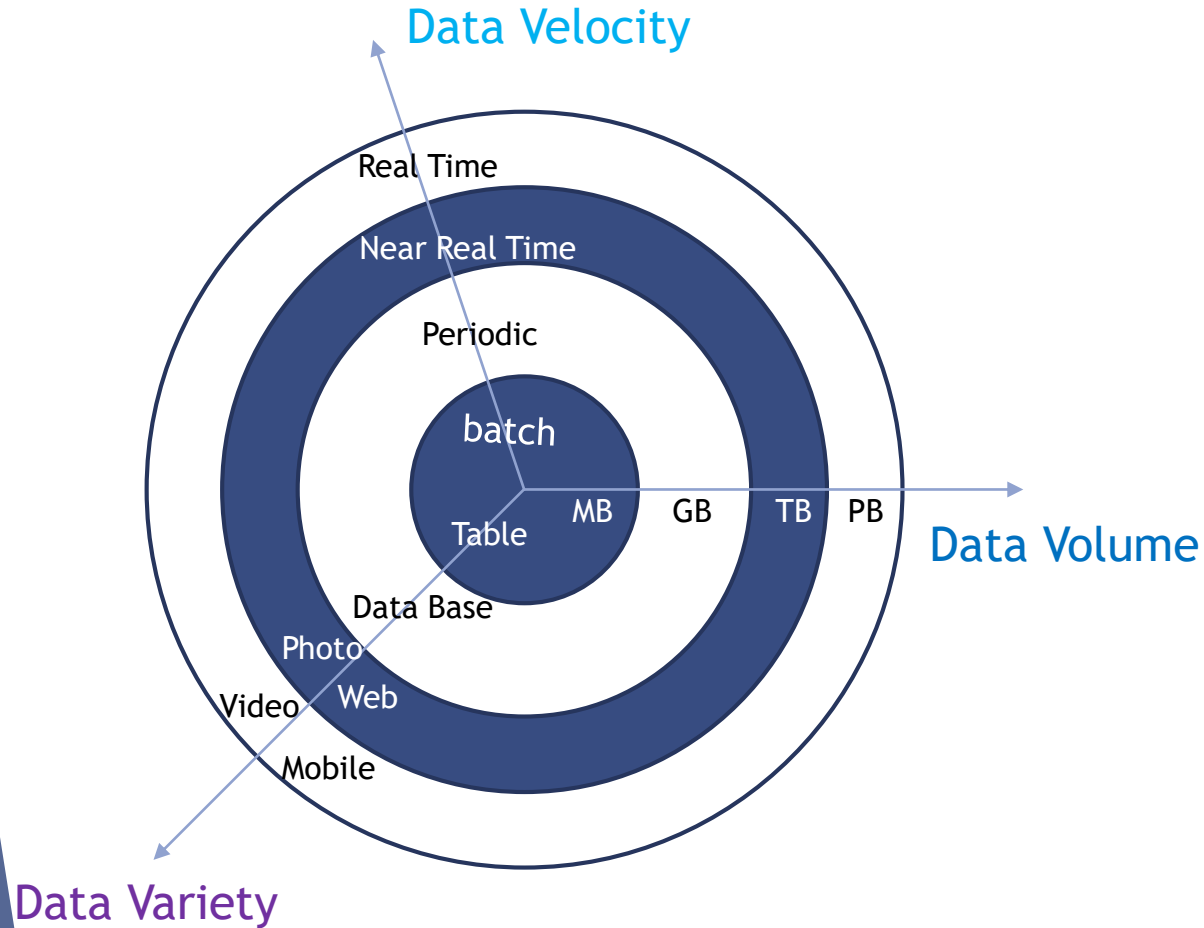 Data Velocity
Real Time
Near Real Time
Periodic
batch
MB
GB
TB
PB
Table
Data Volume
Data Base
Photo
Web
Video
Mobile
Data Variety